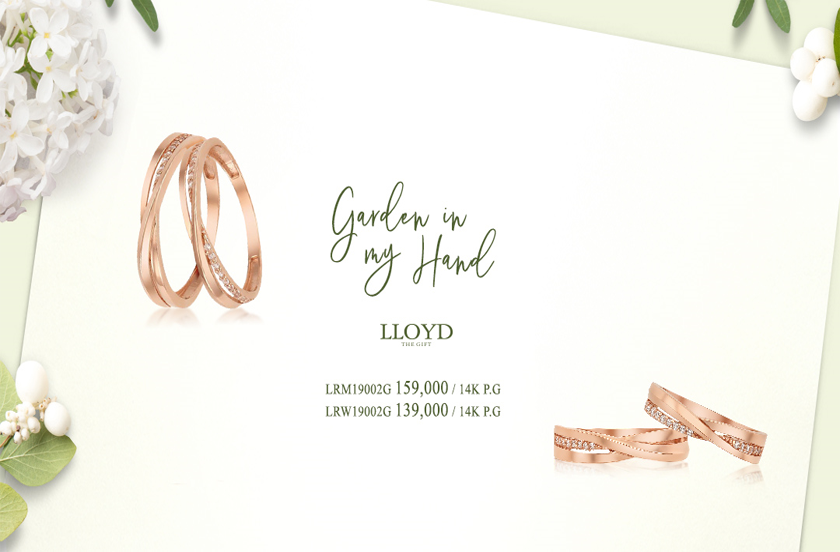 Garden in
my Hand
LLOYD
THE GIFT
LRM19002G 159,000 / 14K P.G
LRW19002G 139,000 / 14K P.G